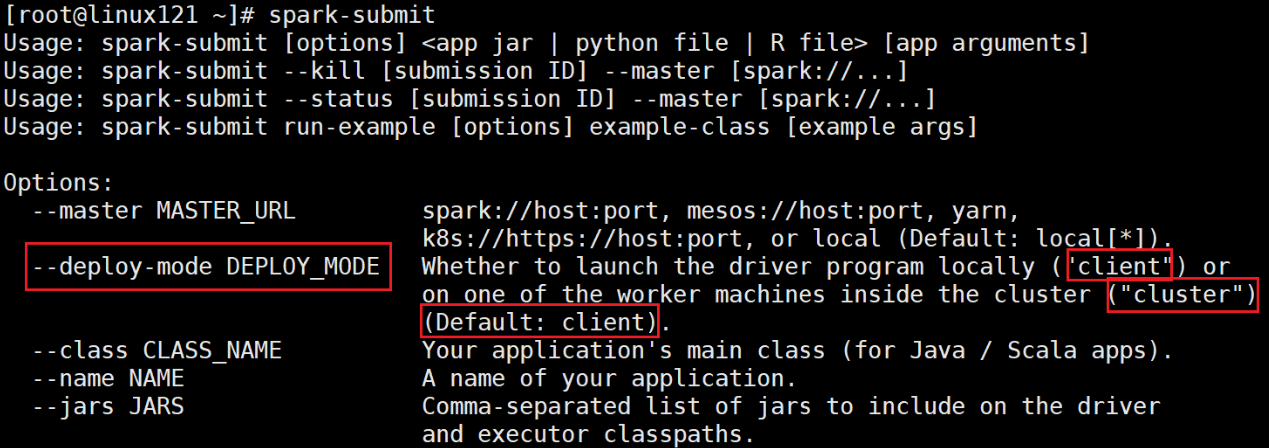 [root@linux121 ~]# spark-submit
Usage: spark-submit [options] <app jar | python file | R file> [app arguments]
Usage: spark-submit --kill [submission ID] --master [spark://...]
Usage: spark-submit --status [submission ID] --master [spark://...]
Usage: spark-submit run-example [options] example-class [example args]

Options:
  --master MASTER_URL         spark://host:port, mesos://host:port, yarn,
                              k8s://https://host:port, or local (Default: local[*]).
  --deploy-mode DEPLOY_MODE   Whether to launch the driver program locally ("client") or
                              on one of the worker machines inside the cluster ("cluster")
                              (Default: client).
  --class CLASS_NAME          Your application's main class (for Java / Scala apps).
  --name NAME                 A name of your application.
  --jars JARS                 Comma-separated list of jars to include on the driver
                              and executor classpaths.